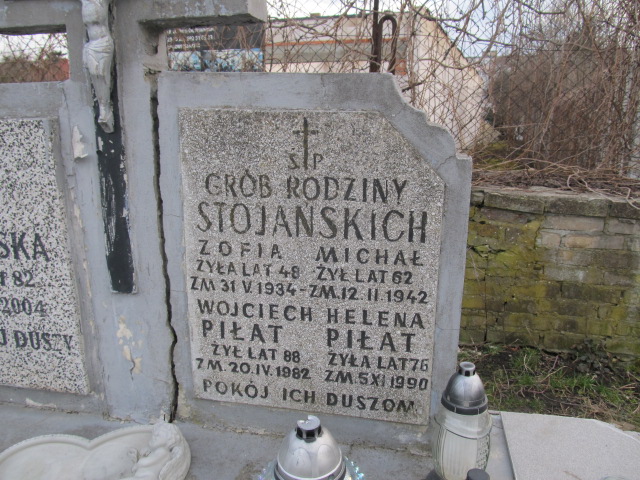 SKA
T 82
2004
J DUSZY
Ś P
GRÓB RODZINY
STOJAŃSKICH
ZOFIA MICHAŁ
ŻYŁA LAT 48 ŻYŁ LAT 62
ZM 31 V. 1934 - ZM. 12. II 1942
WOJCIECH HELENA
PIŁAT PIŁAT
ŻYŁ LAT 88 ŻYŁA LAT 76
ZM. 20. IV. 1982 ZM. 5 XI 1990
POKÓJ ICH DUSZOM